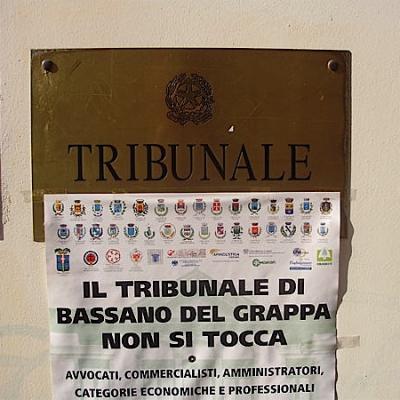 TRIBUNALE
IL TRIBUNALE DI
BASSANO DEL GRAPPA
NON SI TOCCA
AVVOCATI, COMMERCIALISTI, AMMINISTRATORI,
CATEGORIE ECONOMICHE E PROFESSIONALI